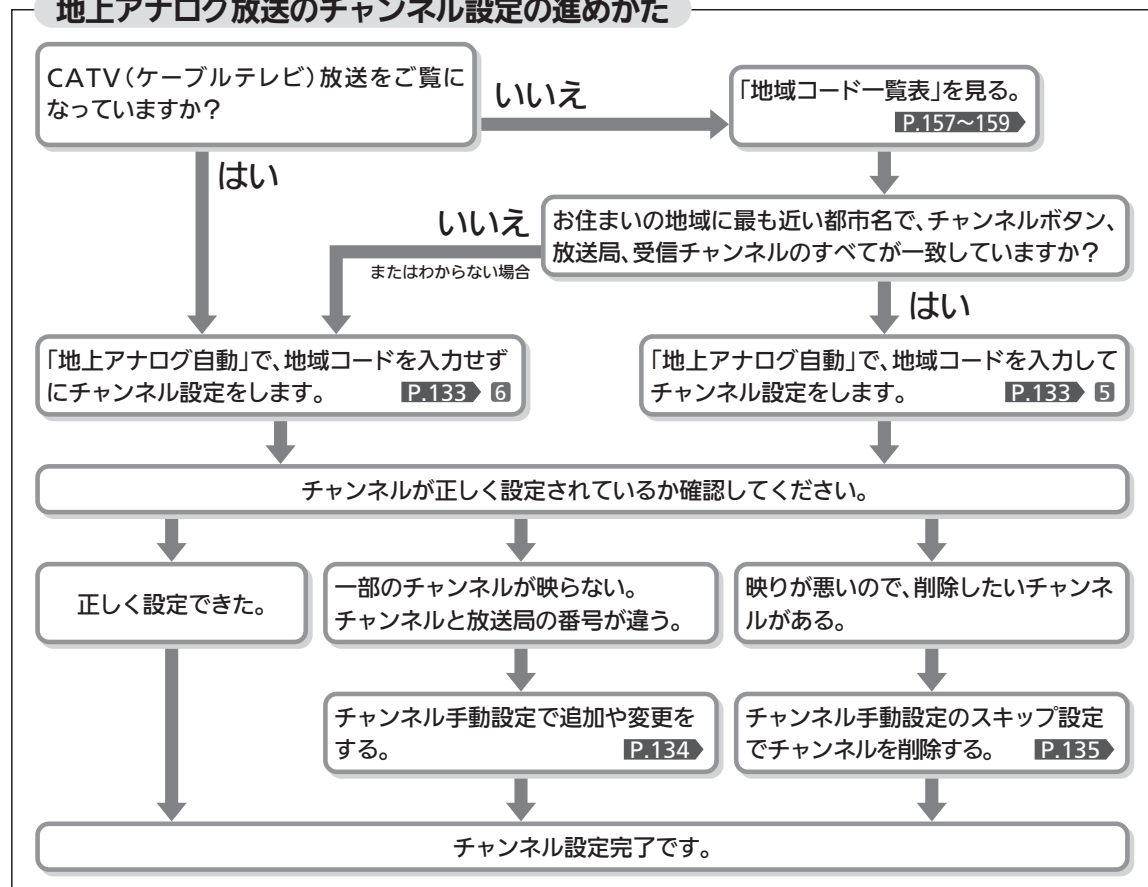 地上アナログ放送のチャンネル設定の進めかた
CATV（ケーブルテレビ）放送をご覧に
なっていますか？
いいえ
「地域コード一覧表」を見る。
P.157～159
はい
いいえ
またはわからない場合
お住まいの地域に最も近い都市名で、チャンネルボタン、
放送局、受信チャンネルのすべてが一致していますか？
はい
「地上アナログ自動」で、地域コードを入力せず
にチャンネル設定をします。 P.133 6
「地上アナログ自動」で、地域コードを入力して
チャンネル設定をします。 P.133 5
チャンネルが正しく設定されているか確認してください。
正しく設定できた。
一部のチャンネルが映らない。
チャンネルと放送局の番号が違う。
映りが悪いので、削除したいチャンネ
ルがある。
チャンネル手動設定で追加や変更を
する。 P.134
チャンネル手動設定のスキップ設定
でチャンネルを削除する。 P.135
チャンネル設定完了です。